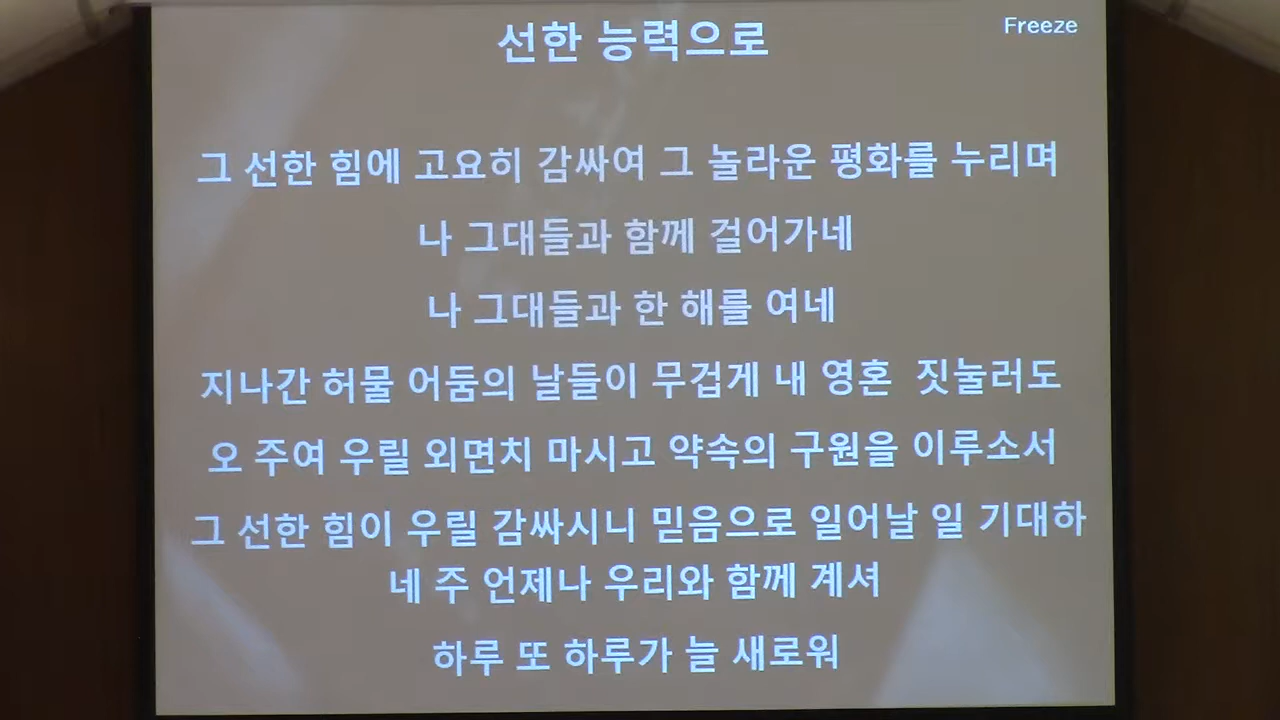 Freeze
선한 능력으로
그 선한 힘에 고요히 감싸여 그 놀라운 평화를 누리며
나 그대들과 함께 걸어가네
나 그대들과 한 해를 여네
지나간 허물 어둠의 날들이 무겁게 내 영혼 짓눌러도
오 주여 우릴 외면치 마시고 약속의 구원을 이루소서
그 선한 힘이 우릴 감싸시니 믿음으로 일어날 일 기대하
네 주 언제나 우리와 함께 계셔
하루 또 하루가 늘 새로워